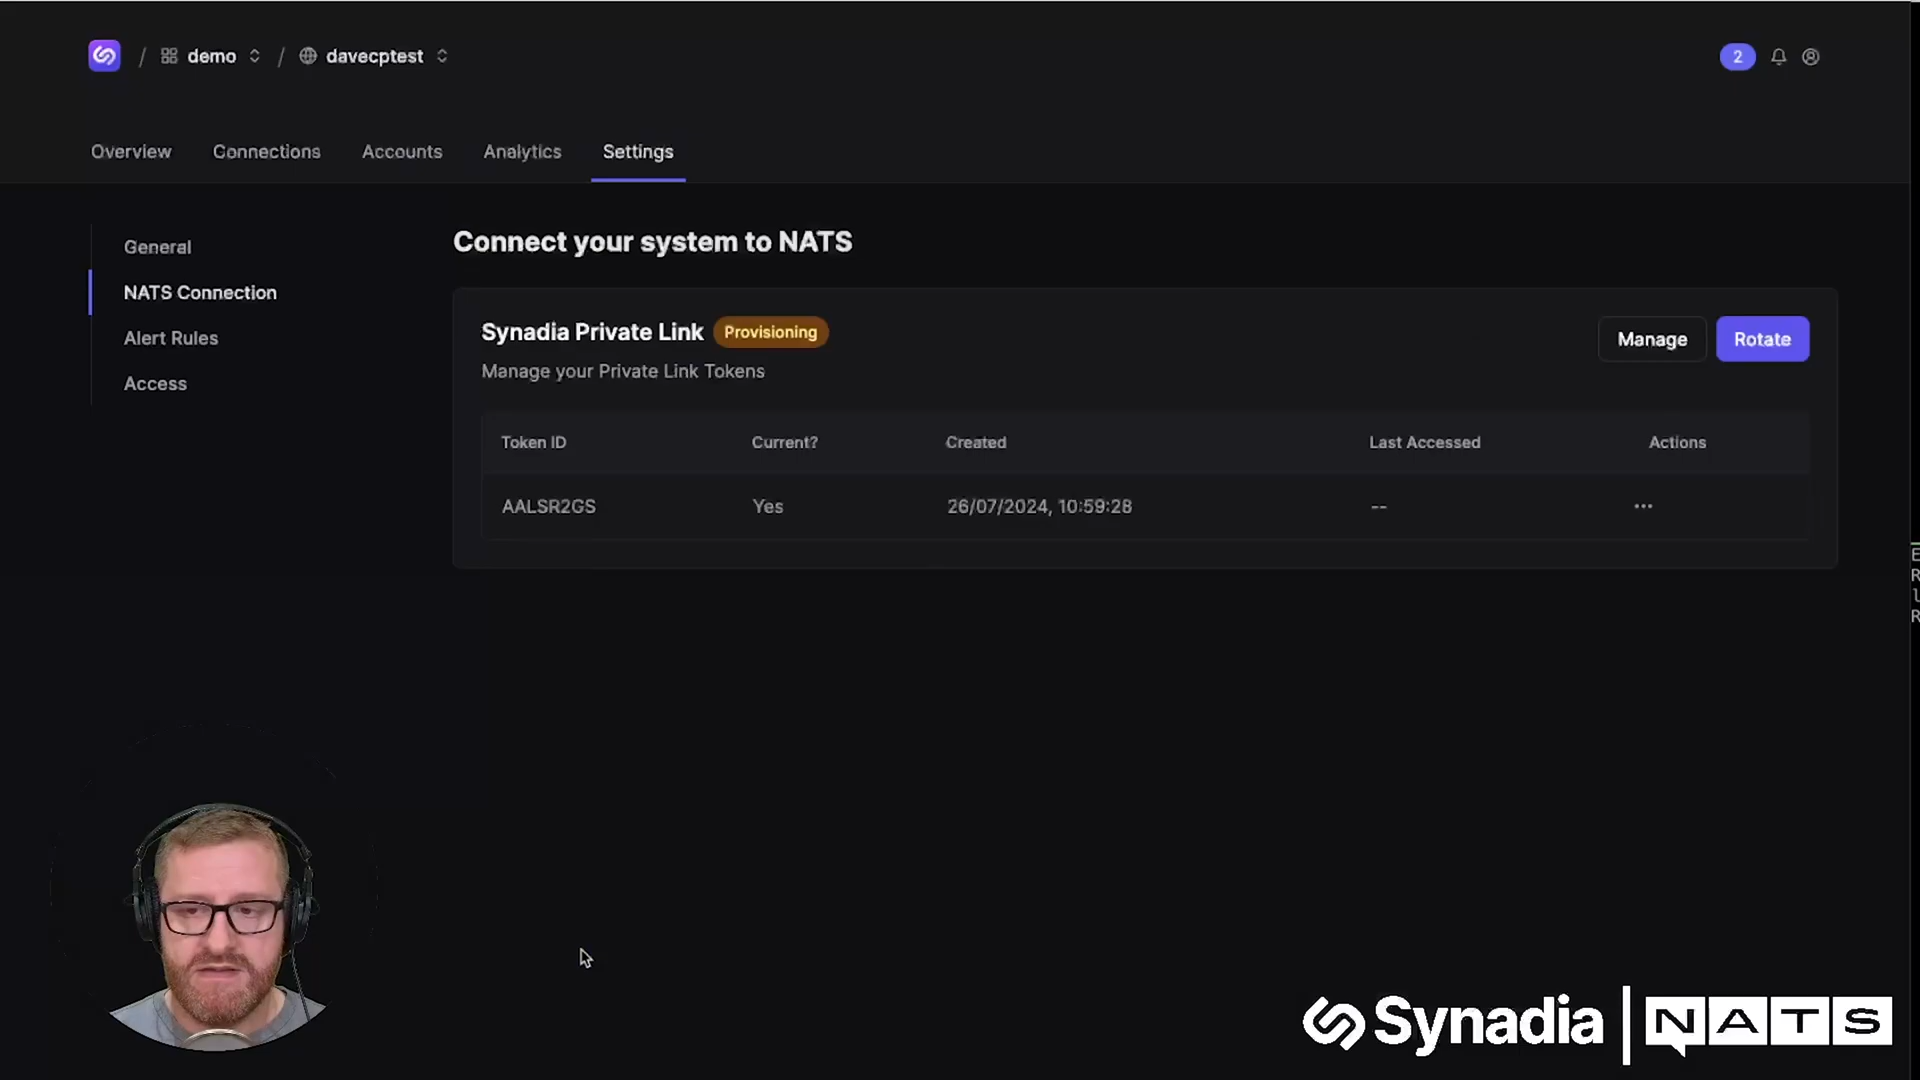 / demo / davecptest
2
Overview Connections Accounts Analytics Settings
General
NATS Connection
Alert Rules
Access
Connect your system to NATS
Synadia Private Link Provisioning
Manage Rotate
Manage your Private Link Tokens
Token ID Current? Created Last Accessed Actions
AALSR2GS Yes 26/07/2024, 10:59:28 -- ...
E
R
l
R
Synadia | NATS